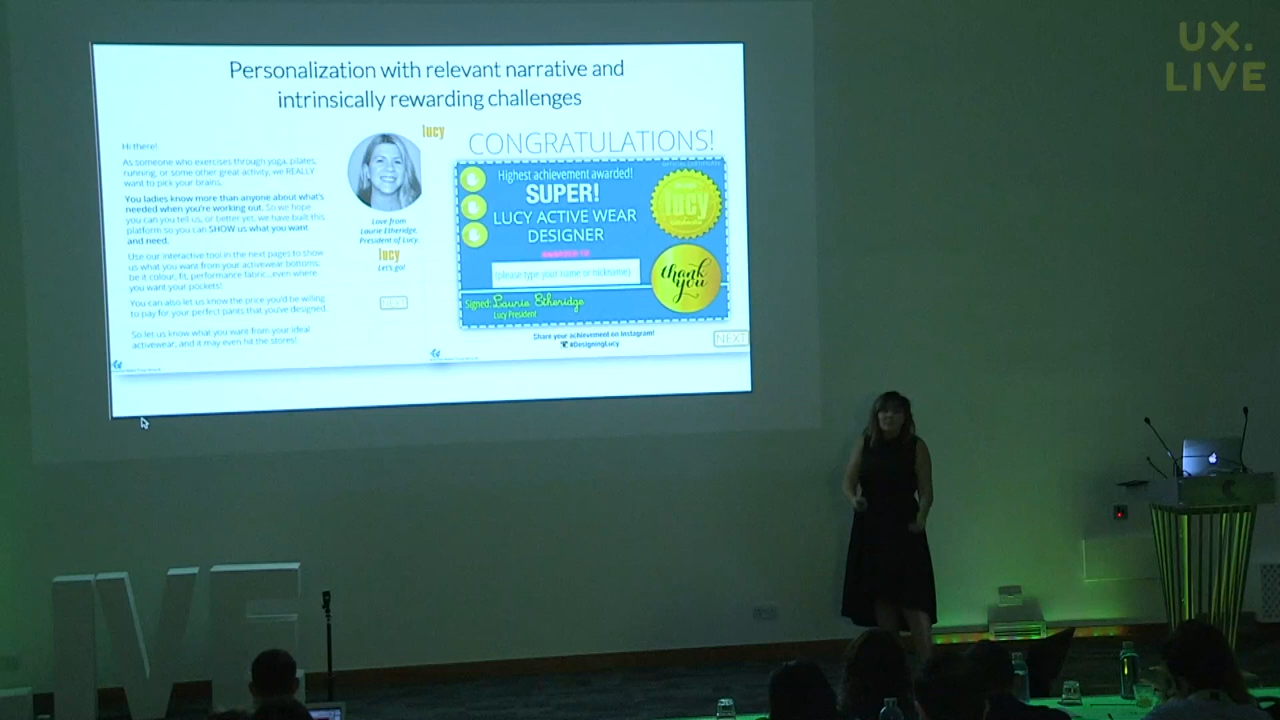 UX.
LIVE
Personalization with relevant narrative and
intrinsically rewarding challenges
Hi there!
As someone who exercises through yoga, pilates,
running, or some other great activity, we REALLY
want to pick your brains.
You ladies know more than anyone about what's
needed when you're working out. So we hope
you can tell us, or better yet, we have built this
platform so you can SHOW us what you want
and need.
Use our interactive tool in the next pages to show
us what you want from your activewear bottoms;
be it colour, fit, performance fabric...even where
you want your pockets!
You can also let us know the price you'd be willing
to pay for your perfect pants that you've designed.
So let us know what you want from your ideal
activewear, and it may even hit the stores!
lucy
Love from
Laurie Etheridge,
President of Lucy.
lucy
Let's go!
NEXT
CONGRATULATIONS!
OFFICIAL CERTIFICATE
Highest achievement awarded!
SUPER!
LUCY ACTIVE WEAR
DESIGNER
AWARDED TO
(please type your name or nickname)
Signed: Laurie Etheridge
Lucy President
lucy
thank
you
Share your achievement on Instagram!
#DesigningLucy
NEXT
LIVE